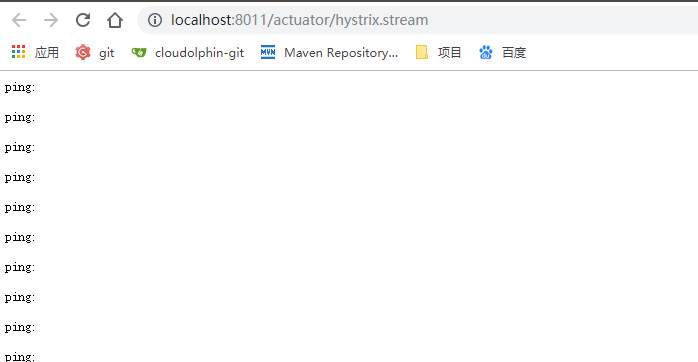 localhost:8011/actuator/hystrix.stream
应用 git cloudolphin-git MVN Maven Repository... 项目 百度
ping:
ping:
ping:
ping:
ping:
ping:
ping:
ping:
ping:
ping: